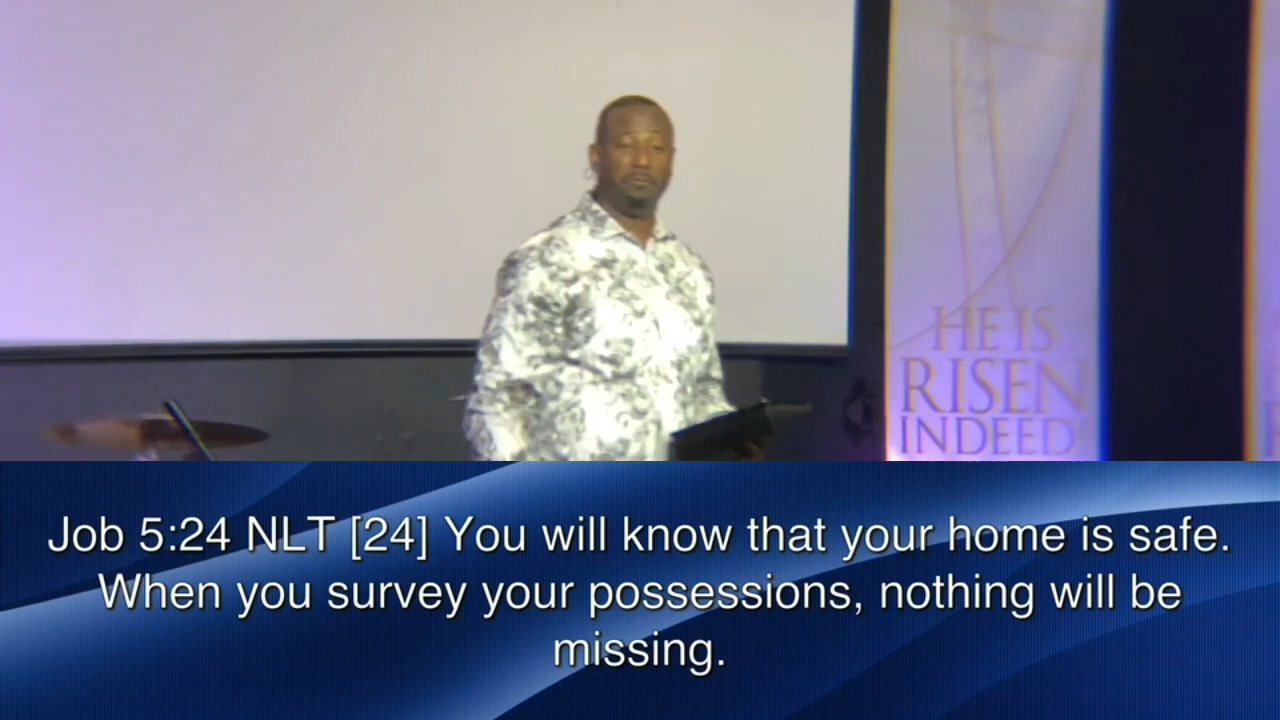 HE IS
RISEN
INDEED
Job 5:24 NLT [24] You will know that your home is safe.
When you survey your possessions, nothing will be
missing.